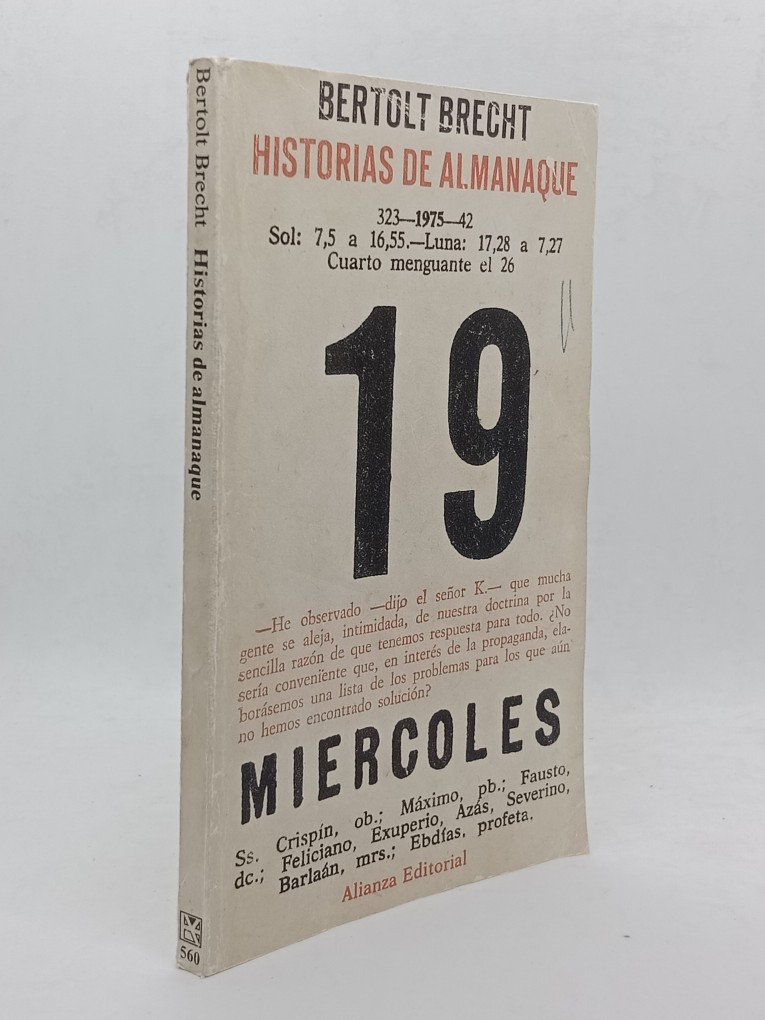 Bertolt Brecht Historias de almanaque
560
BERTOLT BRECHT
HISTORIAS DE ALMANAQUE
323—1975—42
Sol: 7,5 a 16,55.—Luna: 17,28 a 7,27
Cuarto menguante el 26
19
—He observado —dijo el señor K.— que mucha
gente se aleja, intimidada, de nuestra doctrina por la
sencilla razón de que tenemos respuesta para todo. ¿No
sería conveniente que, en interés de la propaganda, ela-
borásemos una lista de los problemas para los que aún
no hemos encontrado solución?
MIERCOLES
Ss. Crispín, ob.; Máximo, pb.; Fausto,
dc.; Feliciano, Exuperio, Azás, Severino,
Barlaán, mrs.; Ebdías, profeta.
Alianza Editorial